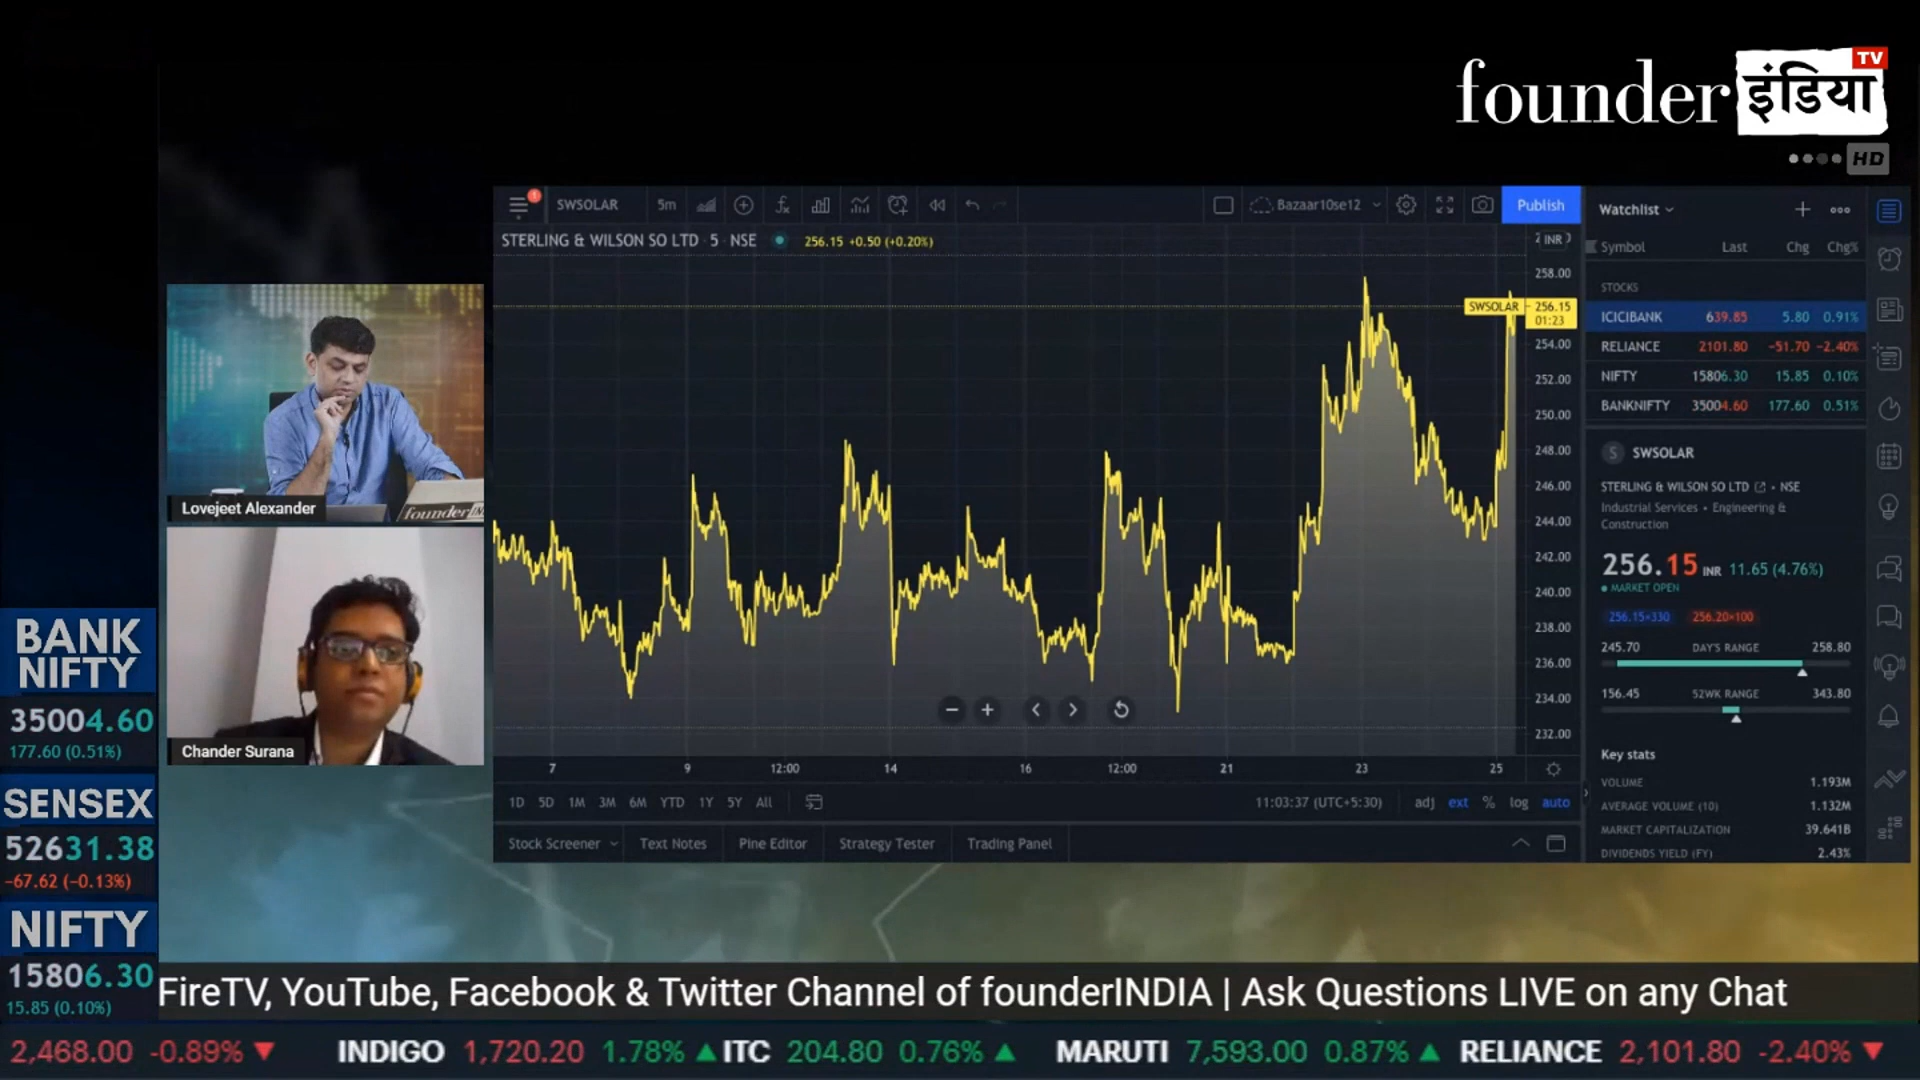 founder इंडिया TV
HD
SWSOLAR 5m Bazaar10se12 Publish
STERLING & WILSON SO LTD · 5 · NSE 256.15 +0.50 (+0.20%)
INR
258.00
SWSOLAR 256.15
01:23
254.00
252.00
250.00
248.00
246.00
244.00
242.00
240.00
238.00
236.00
234.00
232.00
7 9 12:00 14 16 12:00 21 23 25
1D 5D 1M 3M 6M YTD 1Y 5Y All 11:03:37 (UTC+5:30) adj ext % log auto
Stock Screener Text Notes Pine Editor Strategy Tester Trading Panel
Watchlist
Symbol Last Chg Chg%
STOCKS
ICICIBANK 639.85 5.80 0.91%
RELIANCE 2101.80 -51.70 -2.40%
NIFTY 15806.30 15.85 0.10%
BANKNIFTY 35004.60 177.60 0.51%
S SWSOLAR
STERLING & WILSON SO LTD • NSE
Industrial Services • Engineering &
Construction
256.15 INR 11.65 (4.76%)
MARKET OPEN
256.15×330 256.20×100
245.70 DAY'S RANGE 258.80
156.45 52WK RANGE 343.80
Key stats
VOLUME 1.193M
AVERAGE VOLUME (10) 1.132M
MARKET CAPITALIZATION 39.641B
DIVIDENDS YIELD (FY) 2.43%
Lovejeet Alexander
founderIN
Chander Surana
BANK
NIFTY
35004.60
177.60 (0.51%)
SENSEX
52631.38
-67.62 (-0.13%)
NIFTY
15806.30
15.85 (0.10%)
FireTV, YouTube, Facebook & Twitter Channel of founderINDIA | Ask Questions LIVE on any Chat
2,468.00 -0.89% ▼ INDIGO 1,720.20 1.78% ▲ ITC 204.80 0.76% ▲ MARUTI 7,593.00 0.87% ▲ RELIANCE 2,101.80 -2.40% ▼